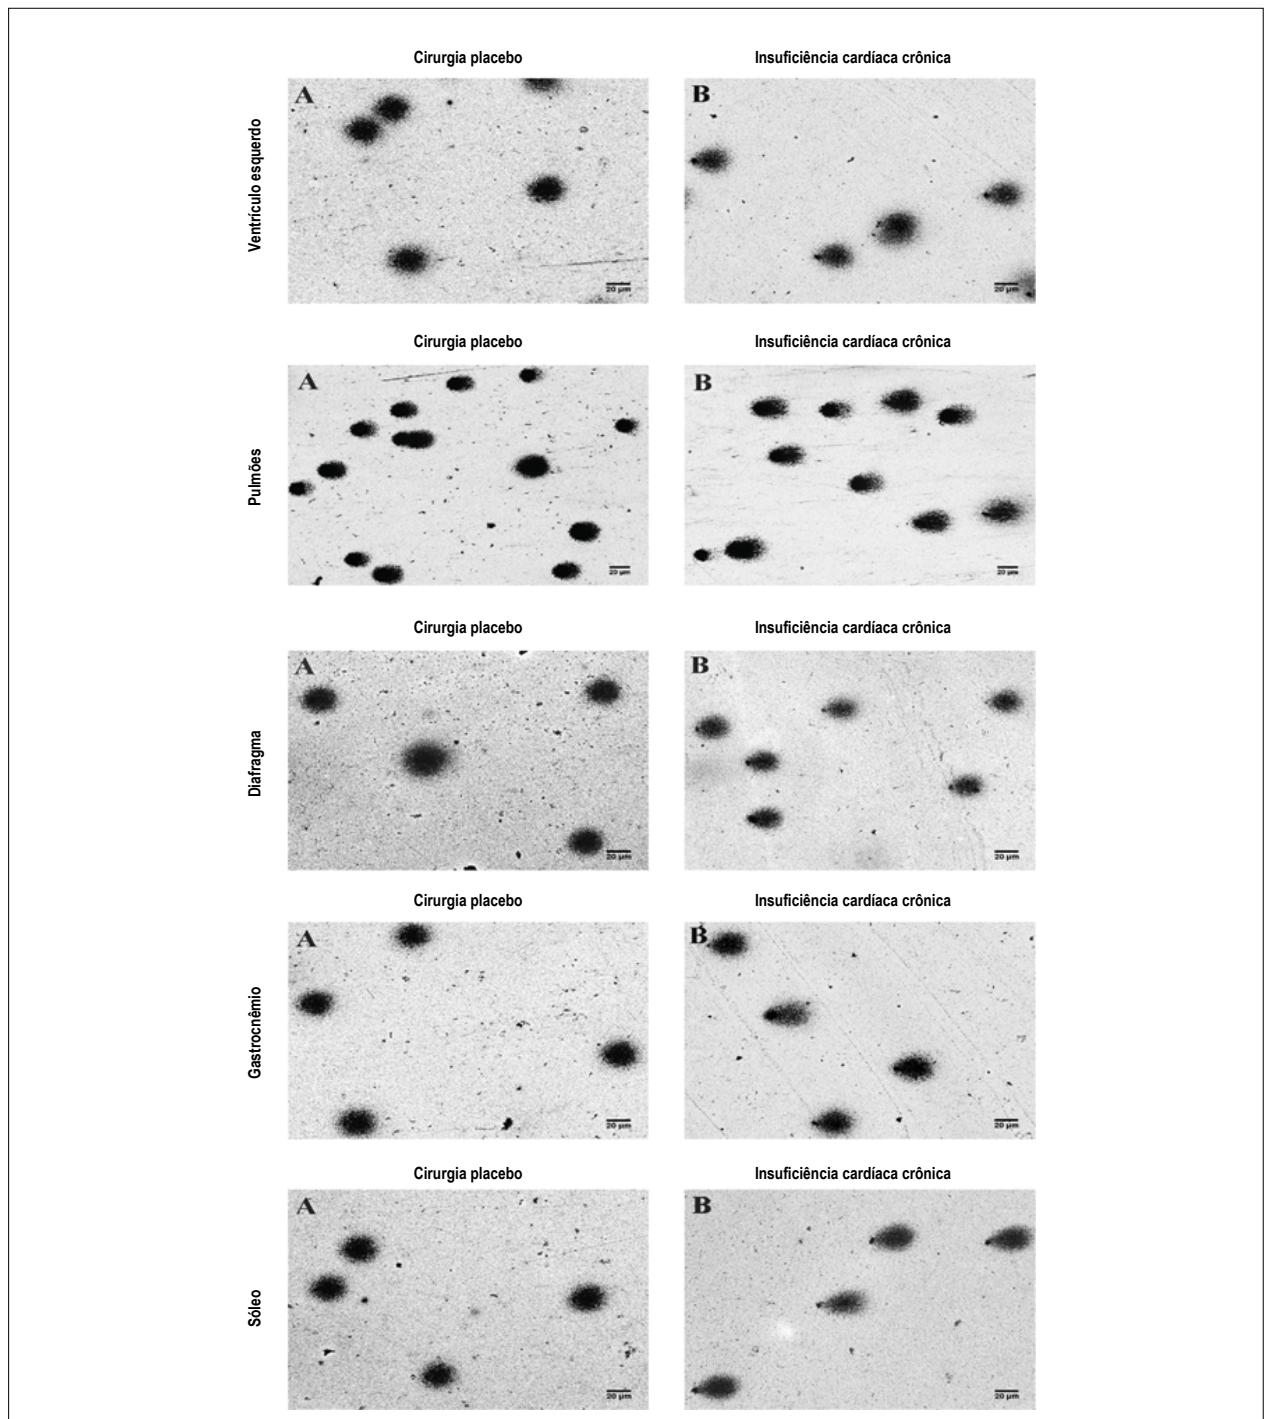 Cirurgia placebo
Insuficiência cardíaca crônica
Ventrículo esquerdo
A
B
20 µm
20 µm
Cirurgia placebo
Insuficiência cardíaca crônica
Pulmões
A
B
20 µm
20 µm
Cirurgia placebo
Insuficiência cardíaca crônica
Diafragma
A
B
20 µm
20 µm
Cirurgia placebo
Insuficiência cardíaca crônica
Gastrocnêmio
A
B
20 µm
20 µm
Cirurgia placebo
Insuficiência cardíaca crônica
Sóleo
A
B
20 µm
20 µm